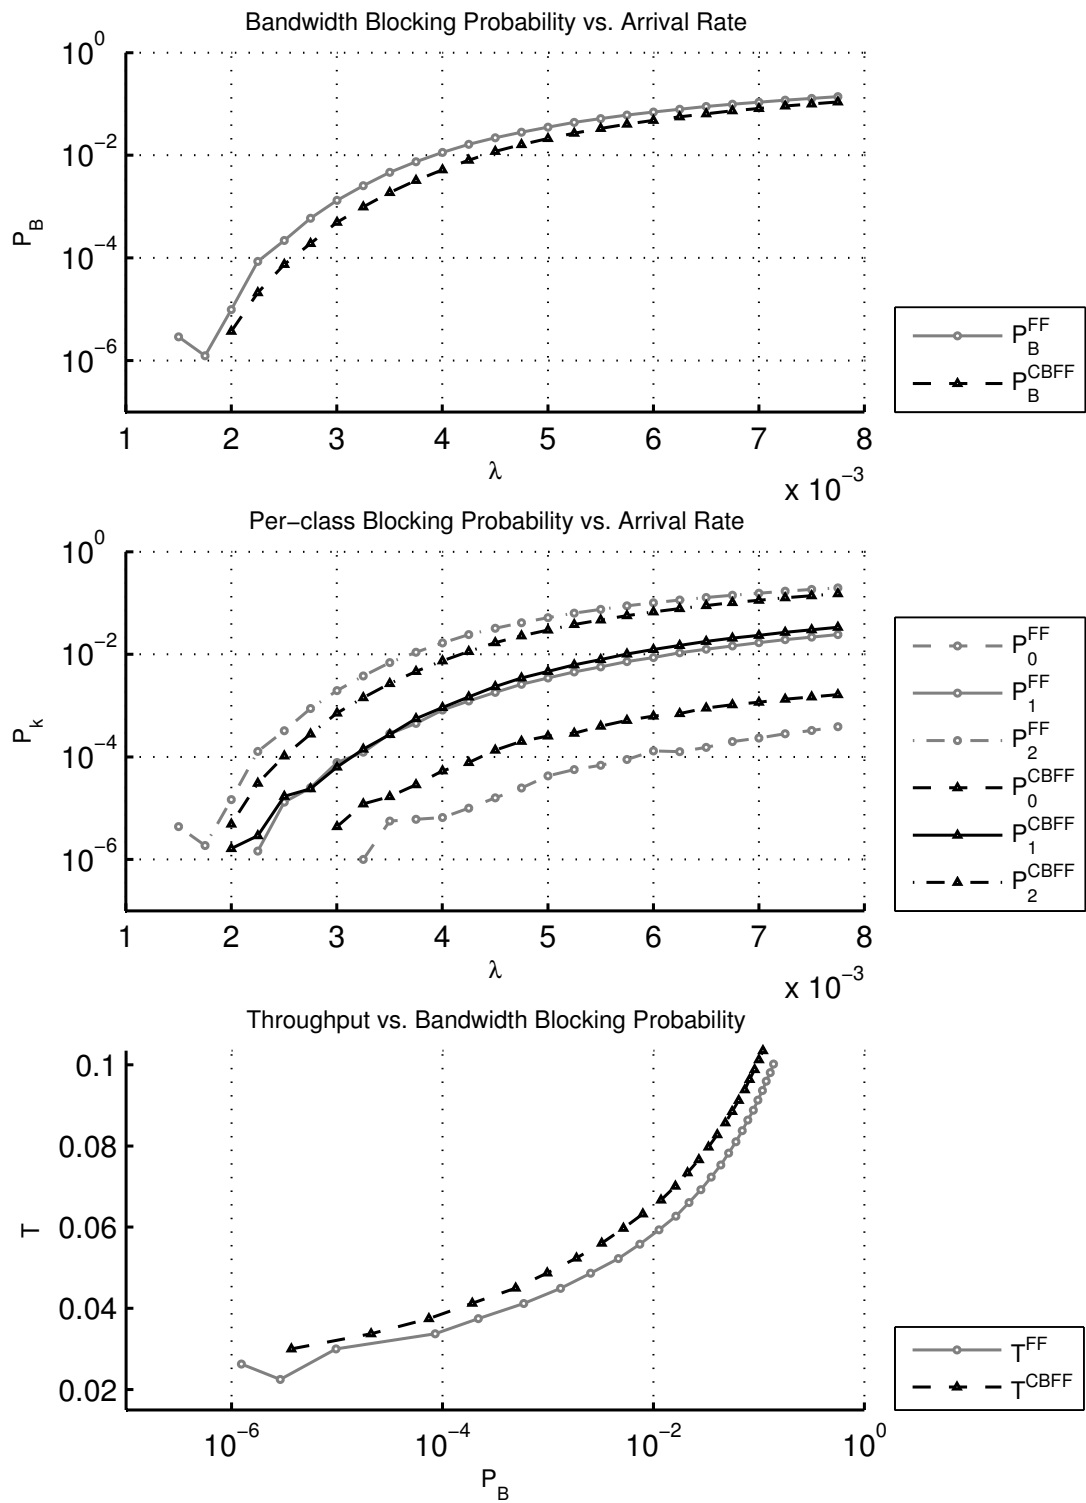 Bandwidth Blocking Probability vs. Arrival Rate
10^0
10^−2
10^−4
10^−6
P_B
1 2 3 4 5 6 7 8
λ
x 10^−3
P_B^FF
P_B^CBFF
Per−class Blocking Probability vs. Arrival Rate
10^0
10^−2
10^−4
10^−6
P_k
1 2 3 4 5 6 7 8
λ
x 10^−3
P_0^FF
P_1^FF
P_2^FF
P_0^CBFF
P_1^CBFF
P_2^CBFF
Throughput vs. Bandwidth Blocking Probability
0.1
0.08
0.06
0.04
0.02
T
10^−6 10^−4 10^−2 10^0
P_B
T^FF
T^CBFF